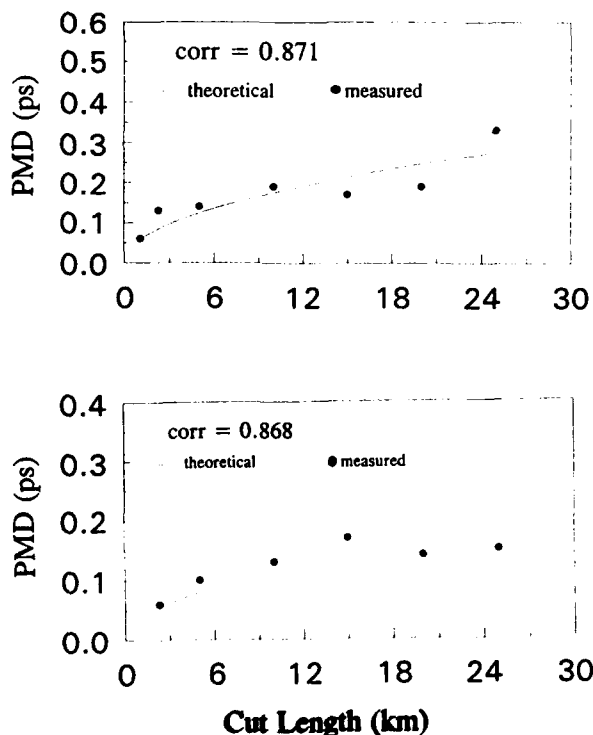 0.6
corr = 0.871
0.5
theoretical measured
0.4
PMD (ps)
0.3
0.2
0.1
0.0
0 6 12 18 24 30
0.4
corr = 0.868
theoretical measured
0.3
PMD (ps)
0.2
0.1
0.0
0 6 12 18 24 30
Cut Length (km)